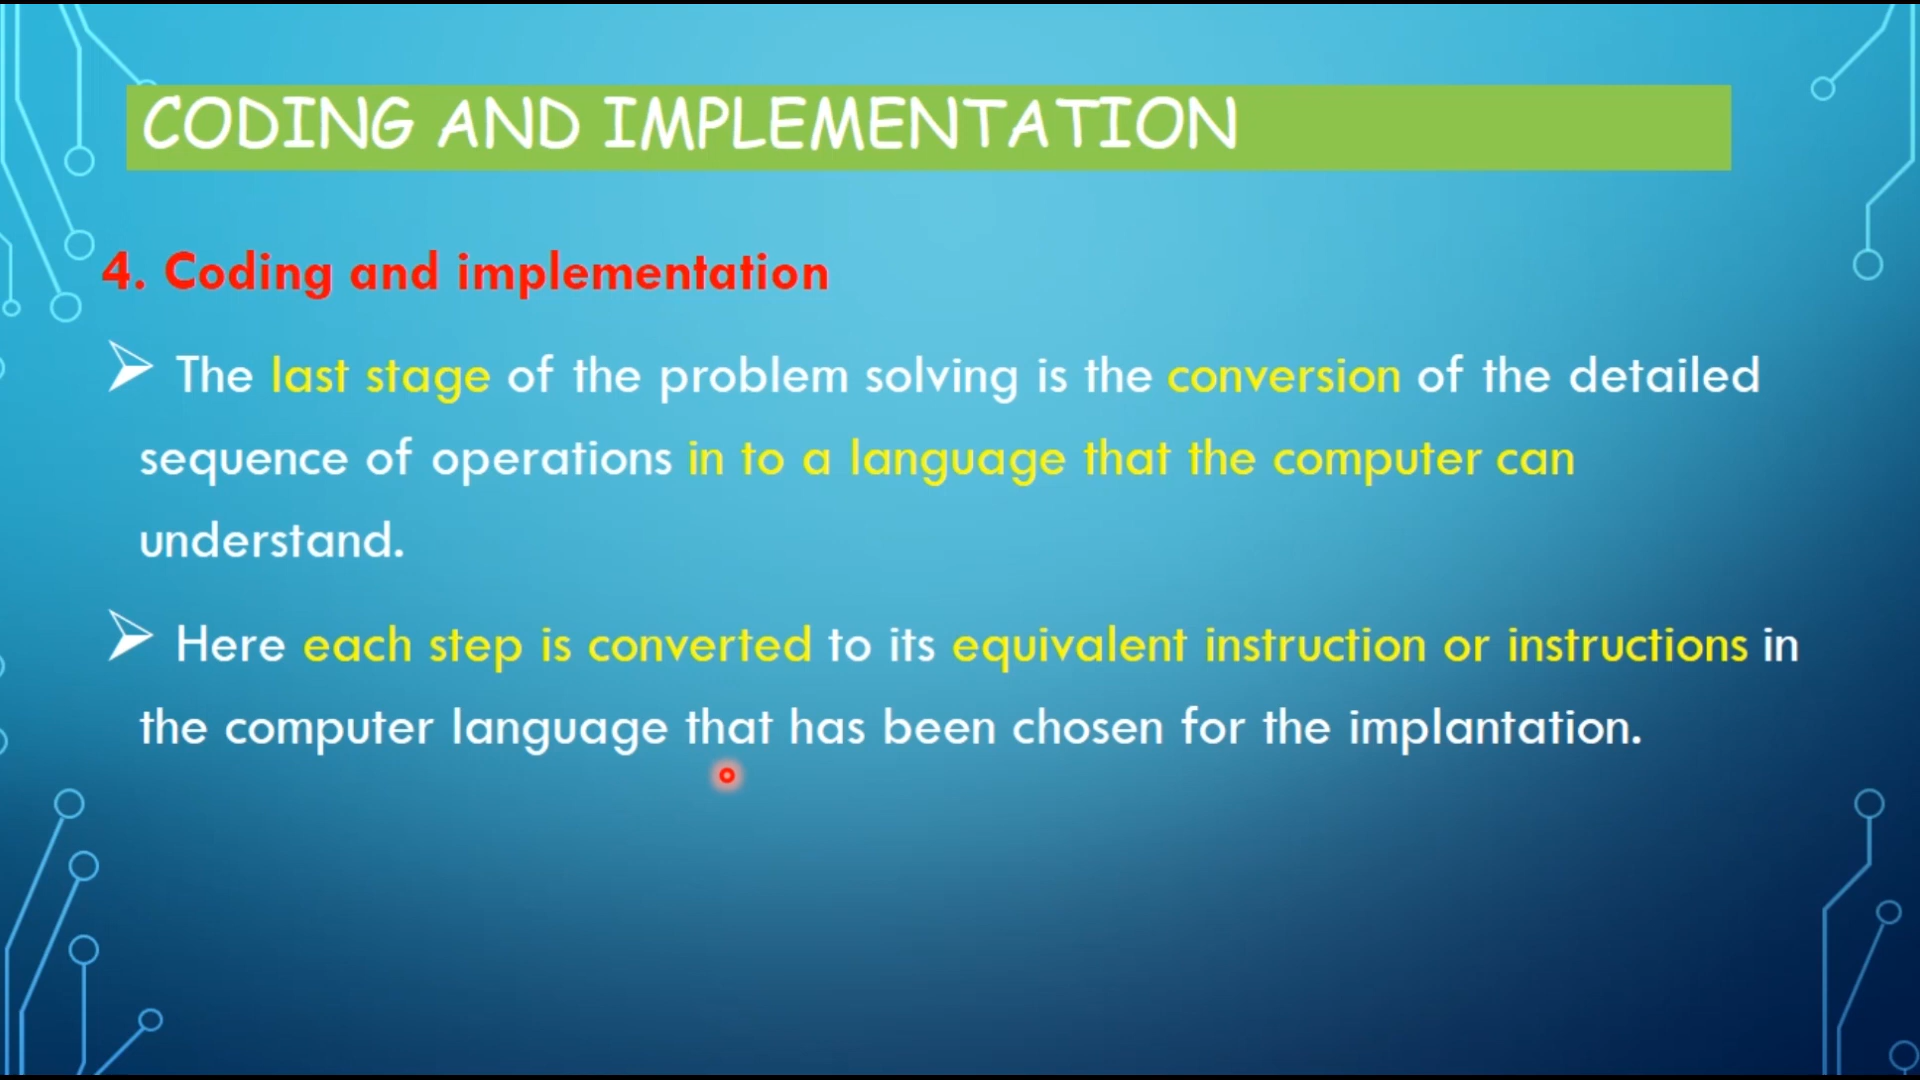 CODING AND IMPLEMENTATION
4. Coding and implementation
The last stage of the problem solving is the conversion of the detailed
sequence of operations in to a language that the computer can
understand.
Here each step is converted to its equivalent instruction or instructions in
the computer language that has been chosen for the implantation.